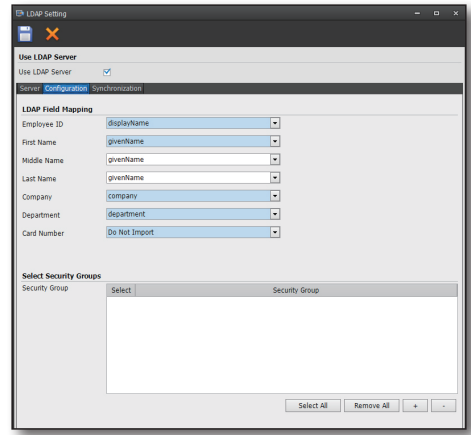 LDAP Setting
Use LDAP Server
Use LDAP Server
Server Configuration Synchronization
LDAP Field Mapping
Employee ID displayName
First Name givenName
Middle Name givenName
Last Name givenName
Company company
Department department
Card Number Do Not Import
Select Security Groups
Security Group Select Security Group
Select All Remove All + -